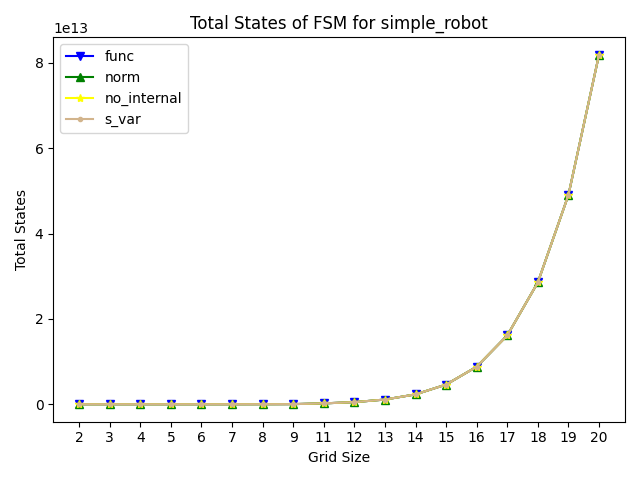 Total States of FSM for simple_robot
1e13
func
norm
no_internal
s_var
Total States
8
6
4
2
0
2 3 4 5 6 7 8 9 11 12 13 14 15 16 17 18 19 20
Grid Size